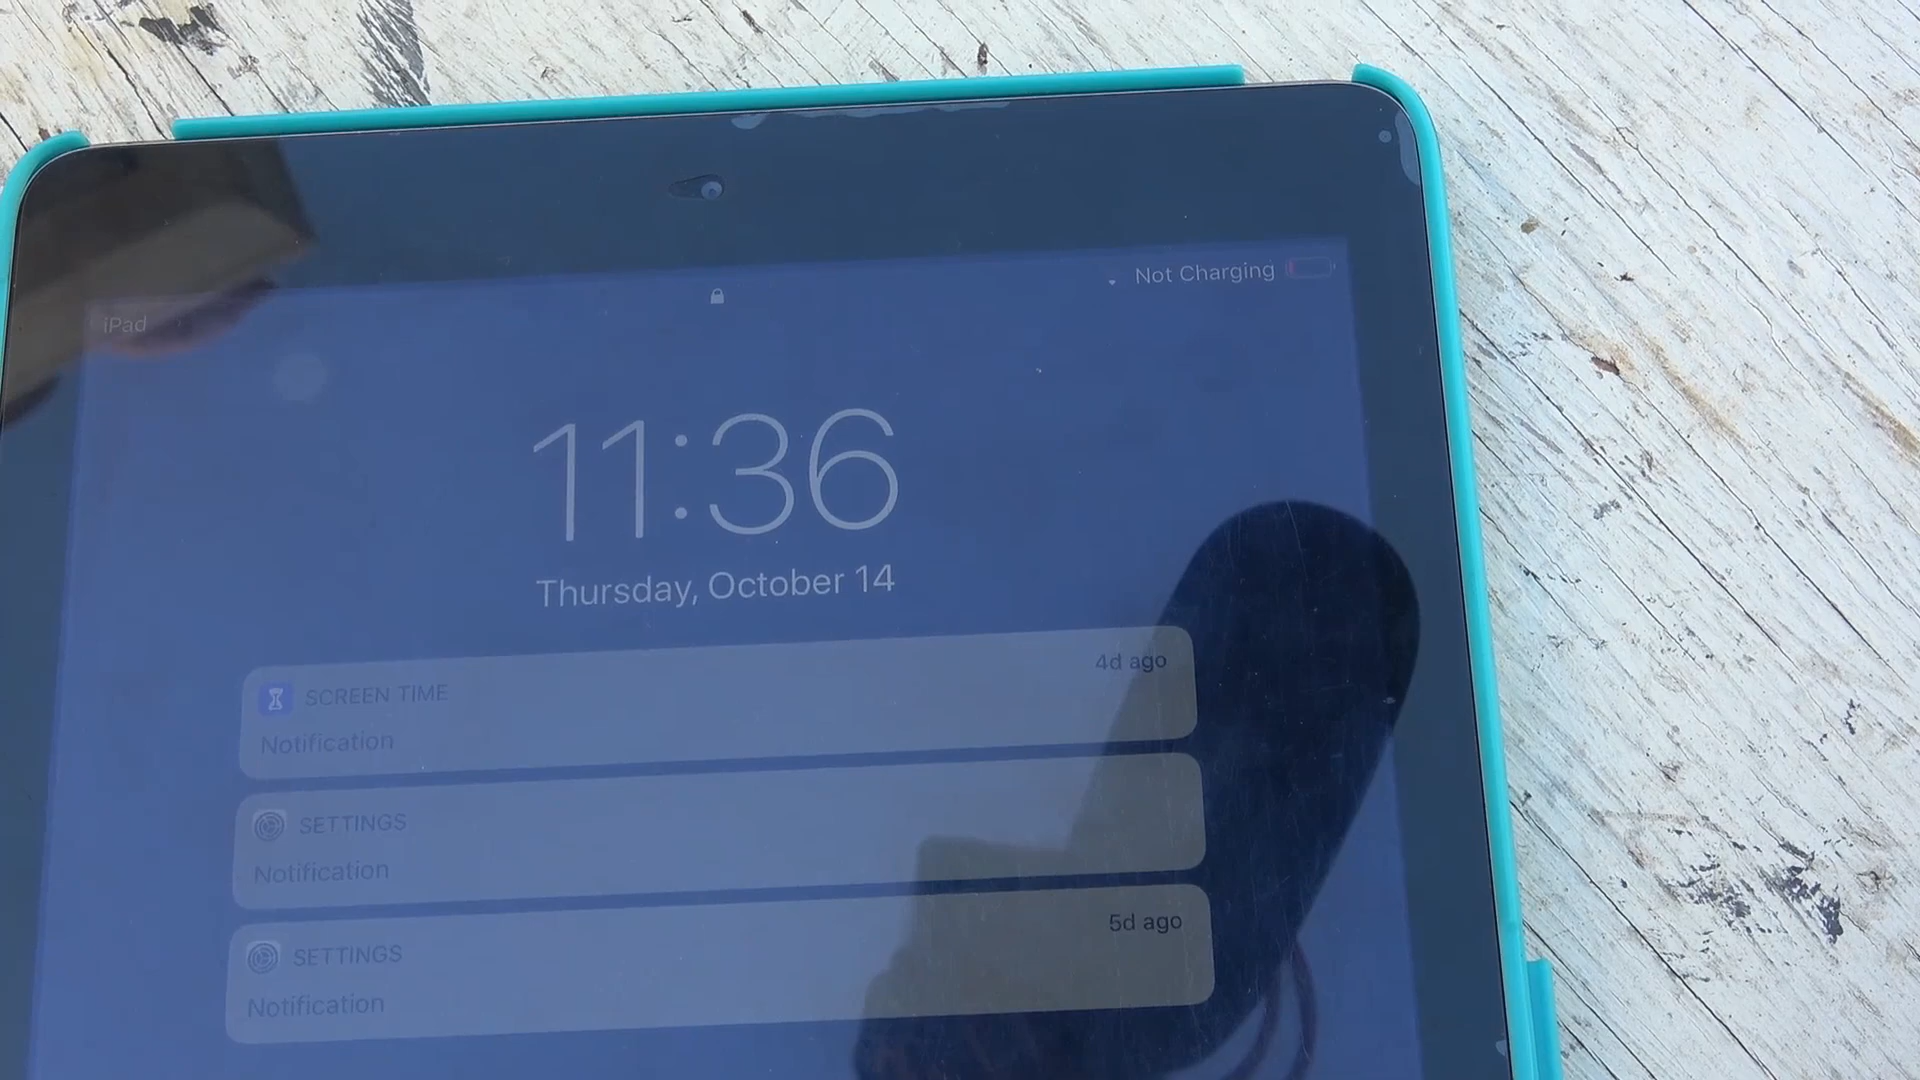 iPad
Not Charging
11:36
Thursday, October 14
SCREEN TIME
4d ago
Notification
SETTINGS
Notification
SETTINGS
5d ago
Notification